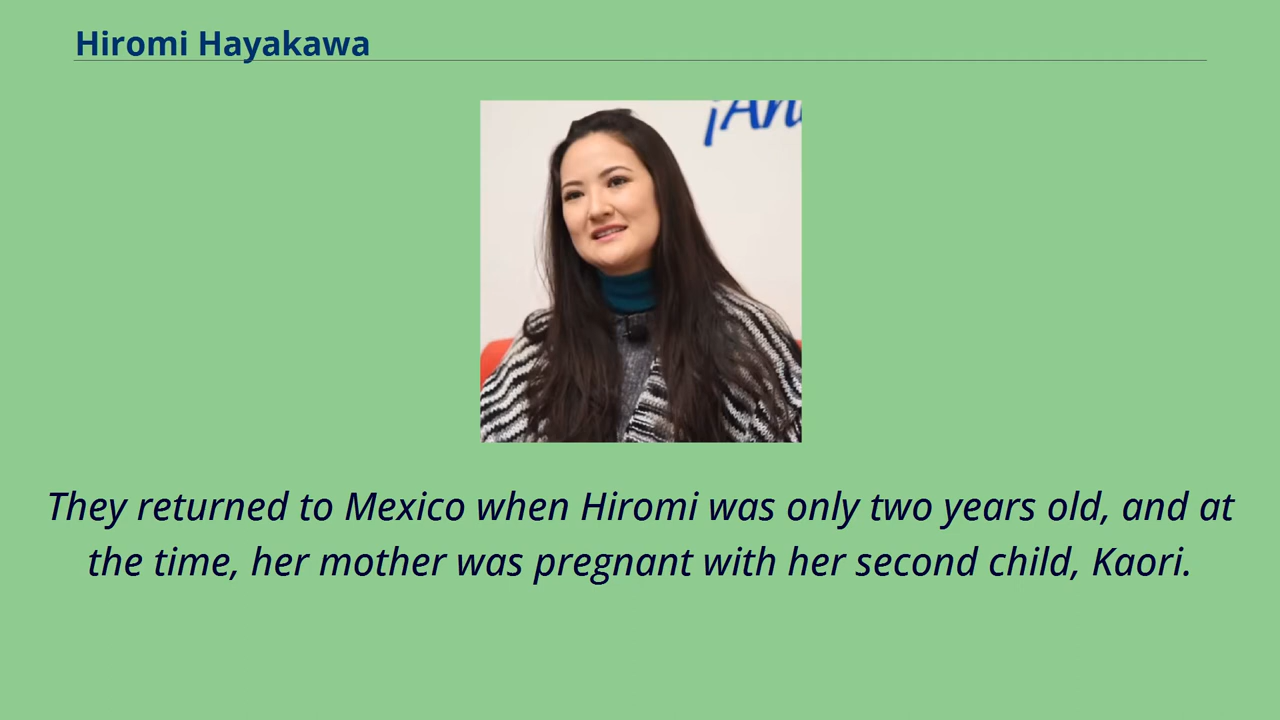 Hiromi Hayakawa
¡An
They returned to Mexico when Hiromi was only two years old, and at
the time, her mother was pregnant with her second child, Kaori.